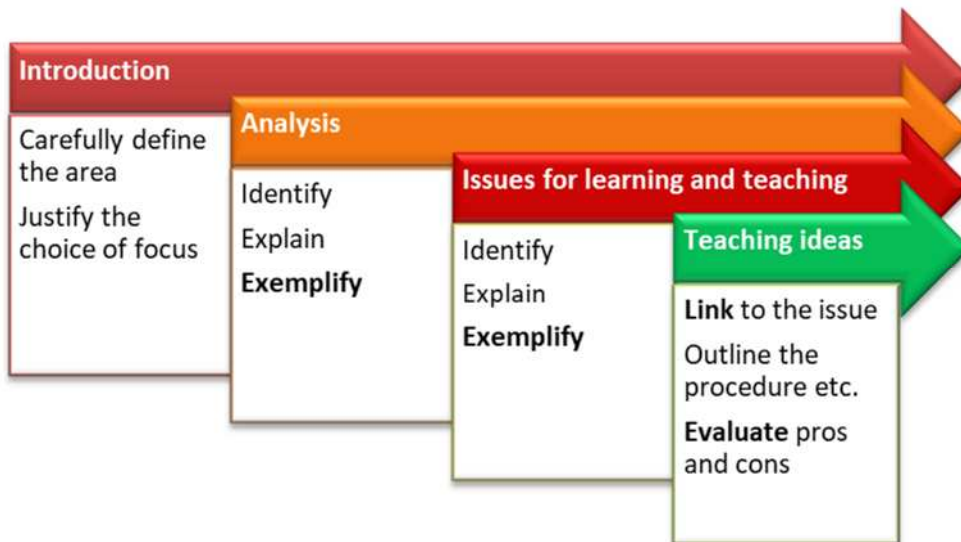 Introduction
Carefully define
the area
Justify the
choice of focus
Analysis
Identify
Explain
Exemplify
Issues for learning and teaching
Identify
Explain
Exemplify
Teaching ideas
Link to the issue
Outline the
procedure etc.
Evaluate pros
and cons